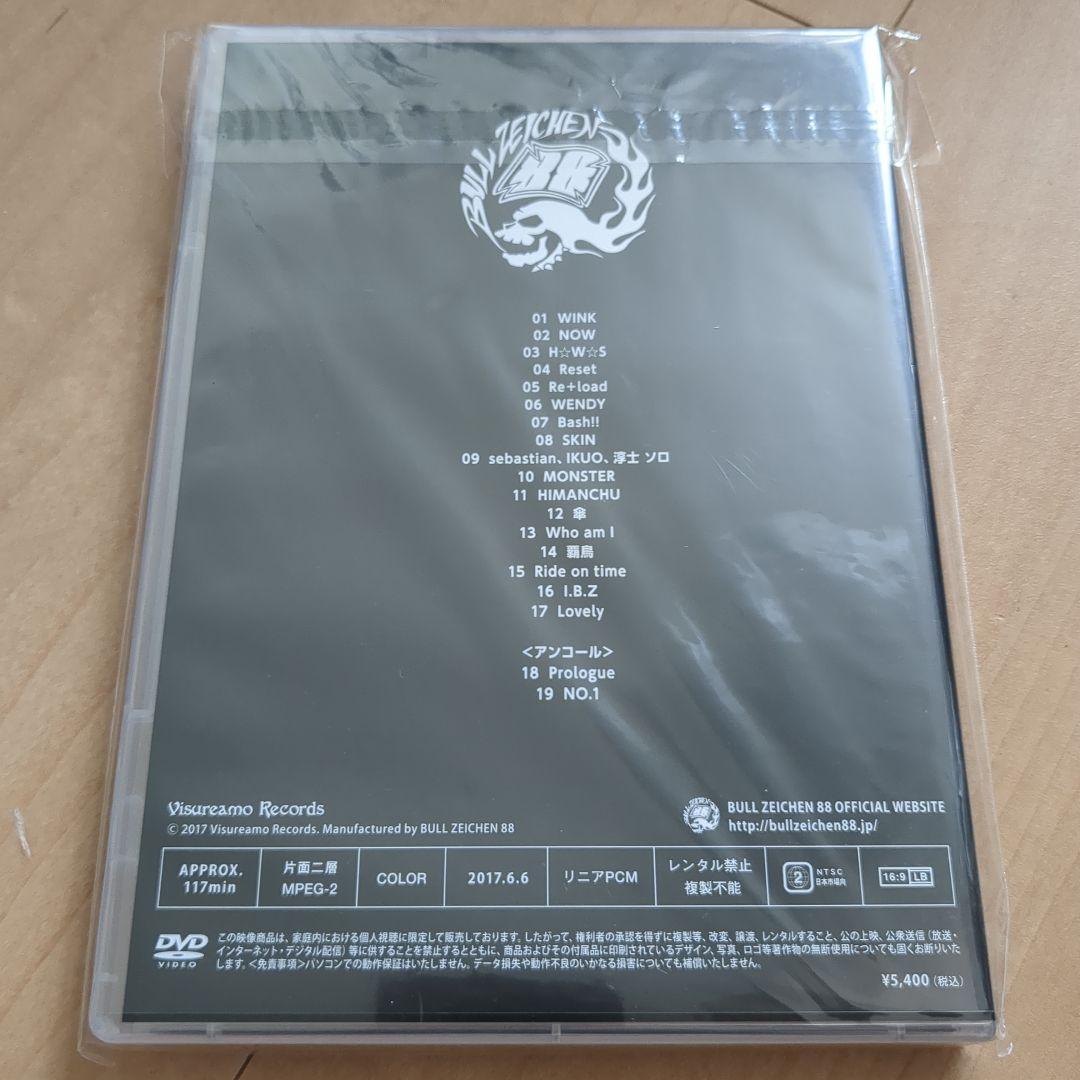 BULL ZEICHEN
88
01 WINK
02 NOW
03 H☆W☆S
04 Reset
05 Re+load
06 WENDY
07 Bash!!
08 SKIN
09 sebastian、IKUO、淳士 ソロ
10 MONSTER
11 HIMANCHU
12 傘
13 Who am I
14 覇鳥
15 Ride on time
16 I.B.Z
17 Lovely
<アンコール>
18 Prologue
19 NO.1
Visureamo Records
© 2017 Visureamo Records. Manufactured by BULL ZEICHEN 88
BULL ZEICHEN
88
BULL ZEICHEN 88 OFFICIAL WEBSITE
http://bullzeichen88.jp/
APPROX.
117min
片面二層
MPEG-2
COLOR
2017.6.6
リニアPCM
レンタル禁止
複製不能
2
NTSC
日本市場向
16:9 LB
DVD
VIDEO
この映像商品は、家庭内における個人視聴に限定して販売しております。したがって、権利者の承認を得ずに複製等、改変、譲渡、レンタルすること、公の上映、公衆送信（放送・
インターネット・デジタル配信）等に供することを禁止するとともに、商品およびその付属品に印刷されているデザイン、写真、ロゴ等著作物の無断使用についても固くお断りいた
します。<免責事項>パソコンでの動作保証はいたしません。データ損失や動作不良のいかなる損害についても補償いたしません。
¥5,400（税込）